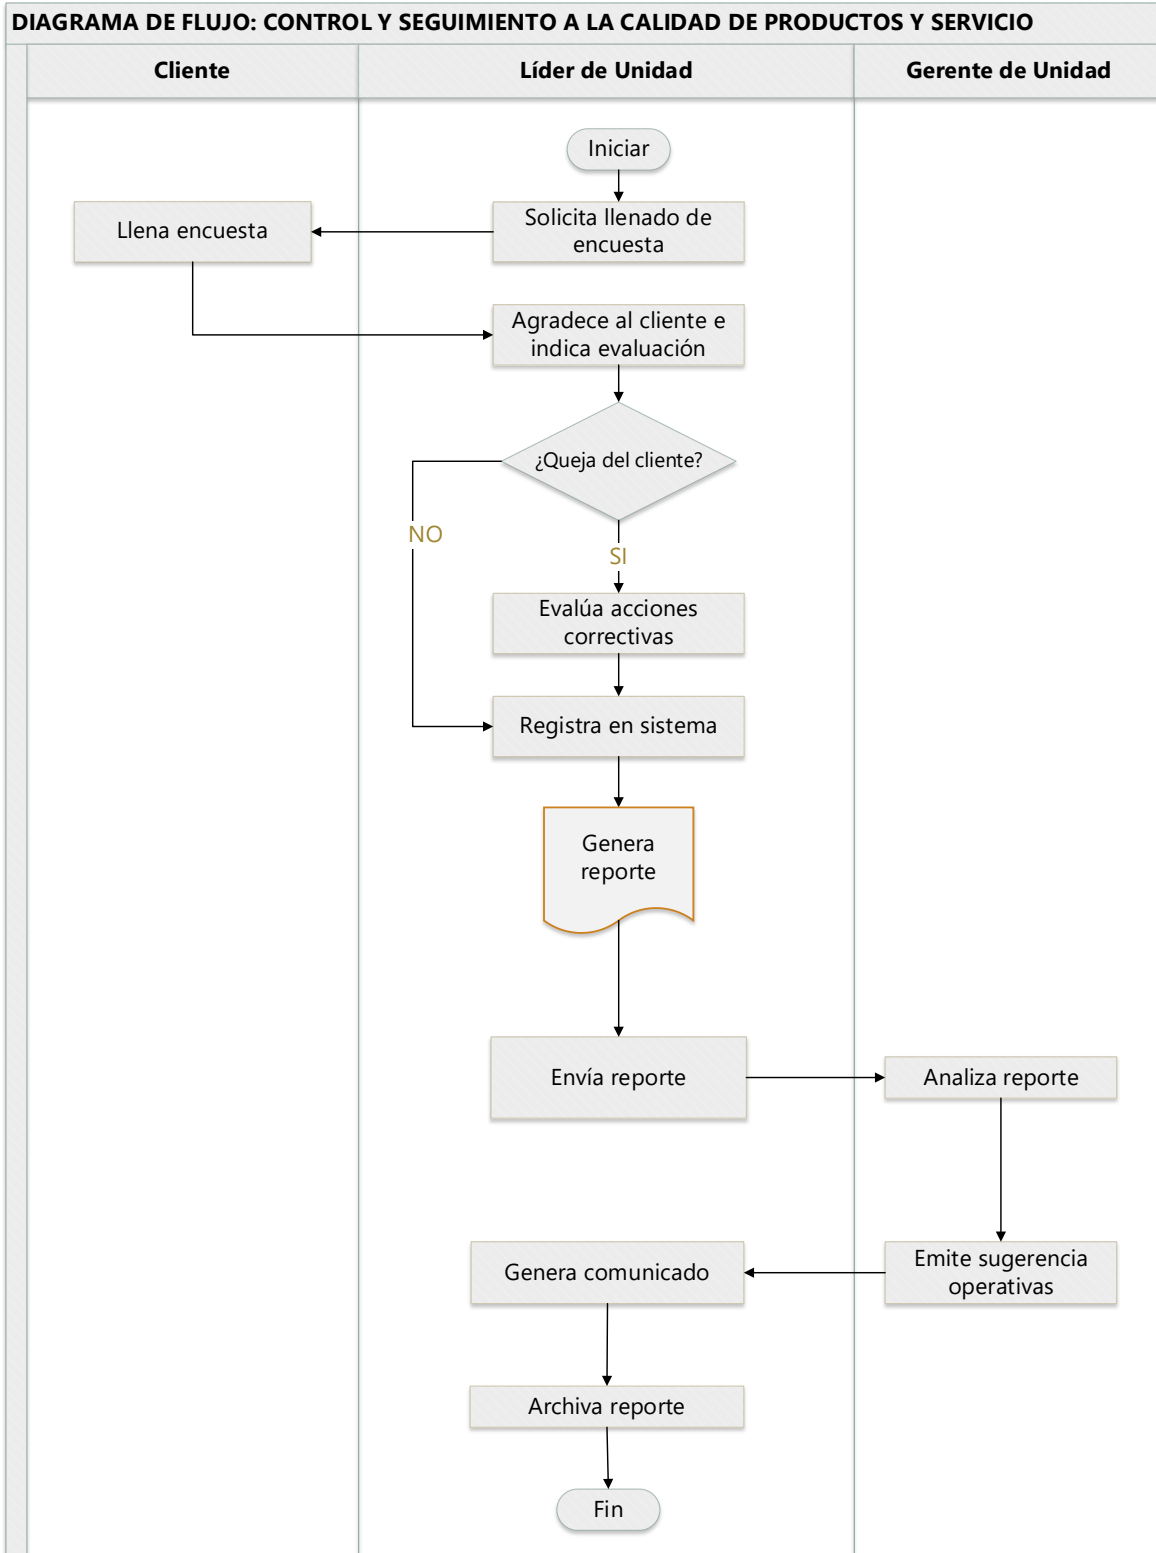 DIAGRAMA DE FLUJO: CONTROL Y SEGUIMIENTO A LA CALIDAD DE PRODUCTOS Y SERVICIO
Cliente
Líder de Unidad
Gerente de Unidad
Iniciar
Solicita llenado de
encuesta
Llena encuesta
Agradece al cliente e
indica evaluación
¿Queja del cliente?
NO
SI
Evalúa acciones
correctivas
Registra en sistema
Genera
reporte
Envía reporte
Analiza reporte
Emite sugerencia
operativas
Genera comunicado
Archiva reporte
Fin